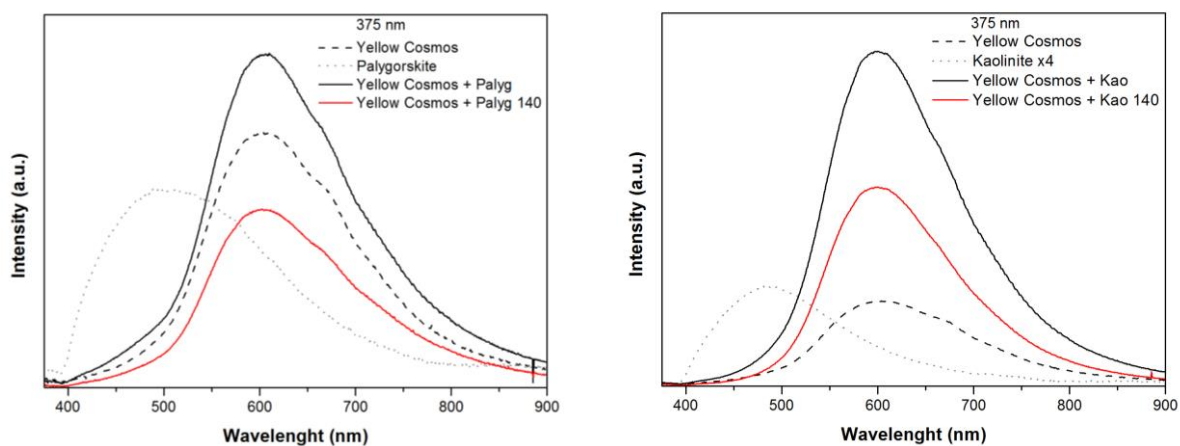 375 nm
Yellow Cosmos
Palygorskite
Yellow Cosmos + Palyg
Yellow Cosmos + Palyg 140
Intensity (a.u.)
400 500 600 700 800 900
Wavelenght (nm)
375 nm
Yellow Cosmos
Kaolinite x4
Yellow Cosmos + Kao
Yellow Cosmos + Kao 140
Intensity (a.u.)
400 500 600 700 800 900
Wavelenght (nm)